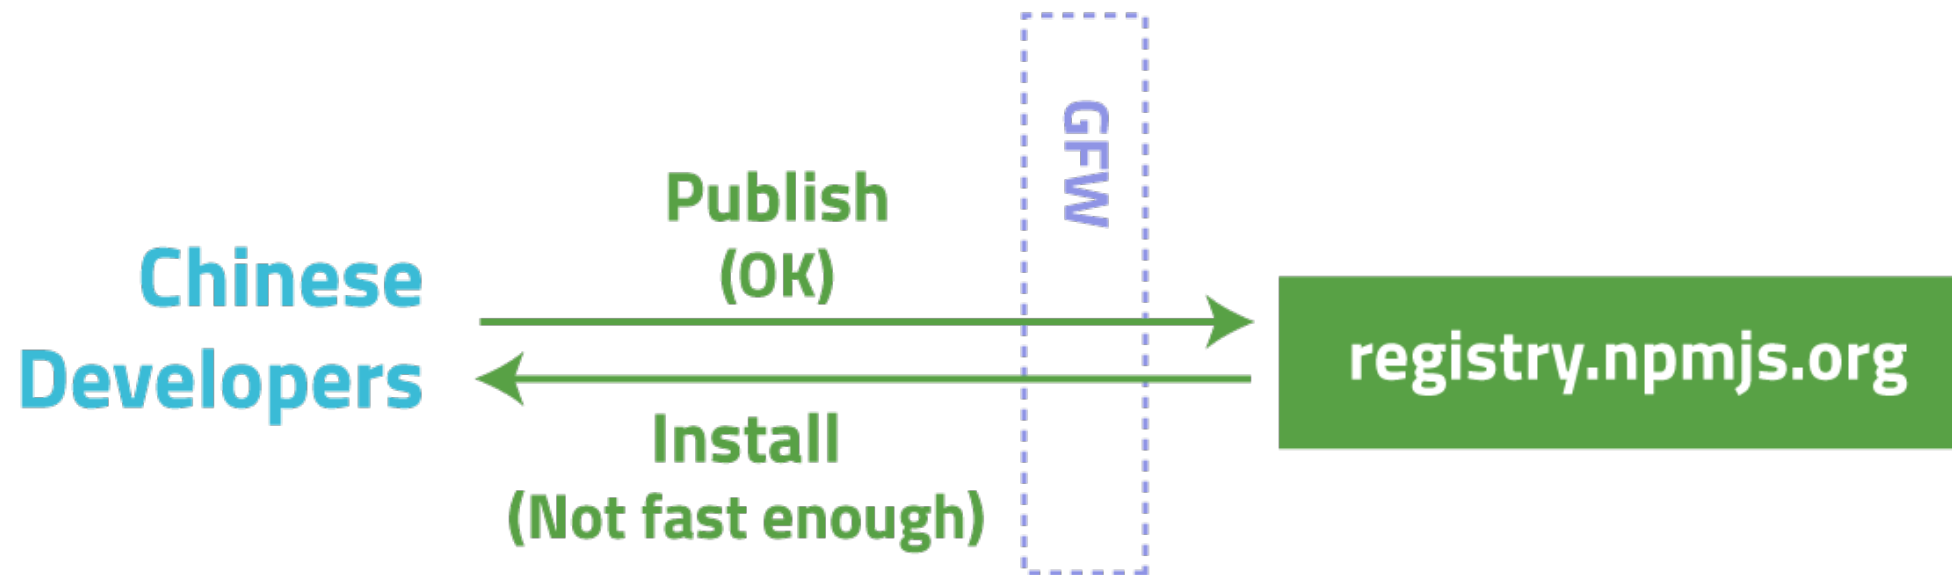 Chinese
Developers
Publish
(OK)
Install
(Not fast enough)
GFW
registry.npmjs.org